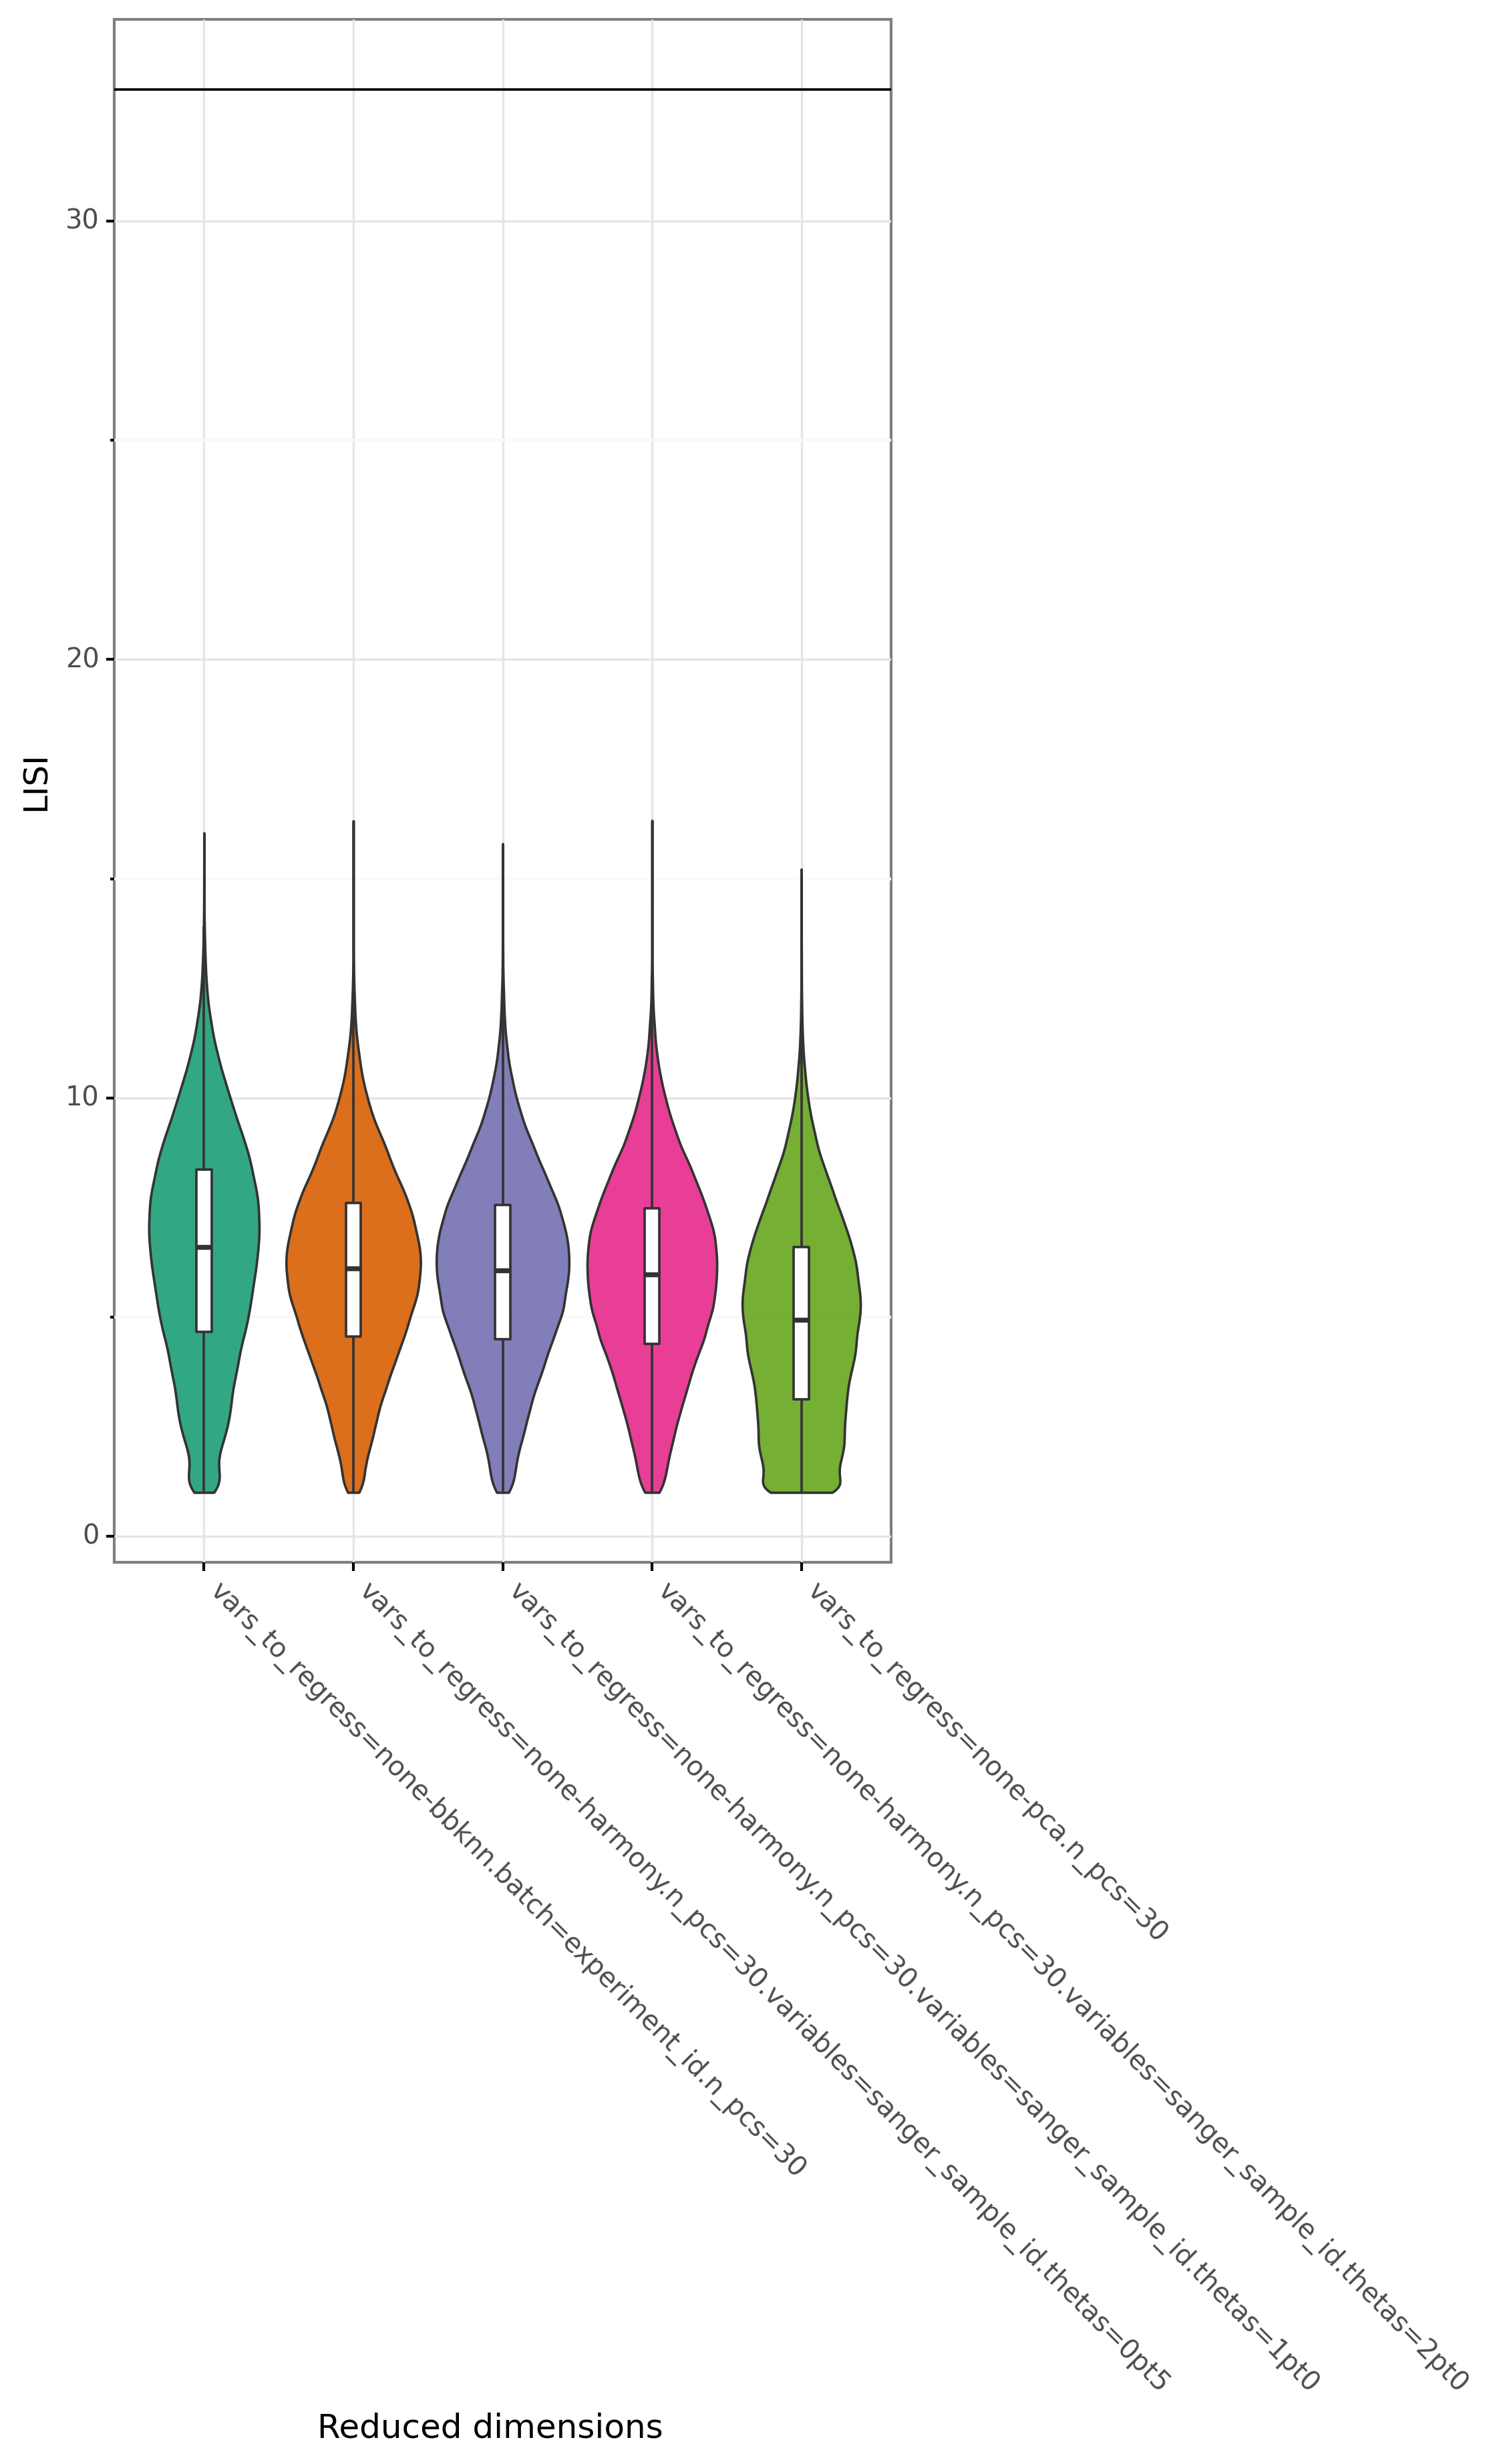 LISI
30
20
10
0
vars_to_regress=none-bbknn.batch=experiment_id.n_pcs=30
vars_to_regress=none-harmony.n_pcs=30.variables=sanger_sample_id.thetas=0pt5
vars_to_regress=none-harmony.n_pcs=30.variables=sanger_sample_id.thetas=1pt0
vars_to_regress=none-harmony.n_pcs=30.variables=sanger_sample_id.thetas=2pt0
vars_to_regress=none-pca.n_pcs=30
Reduced dimensions